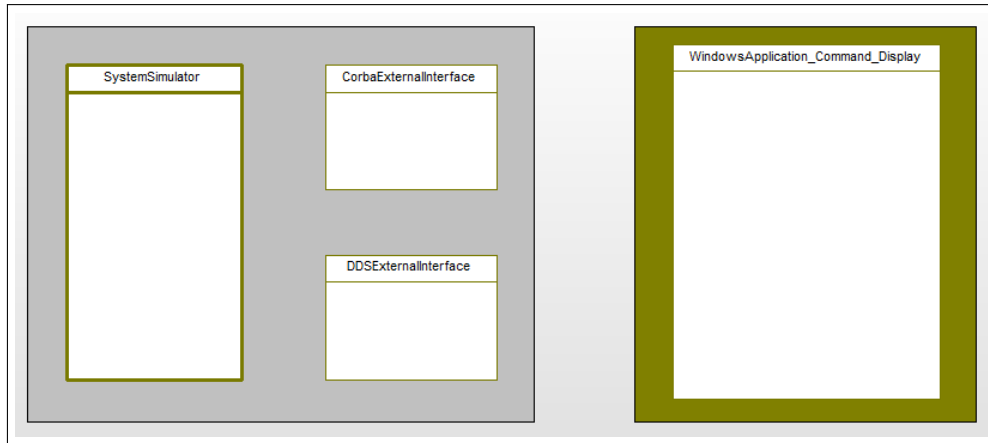 SystemSimulator
CorbaExternalInterface
DDSExternalInterface
WindowsApplication_Command_Display